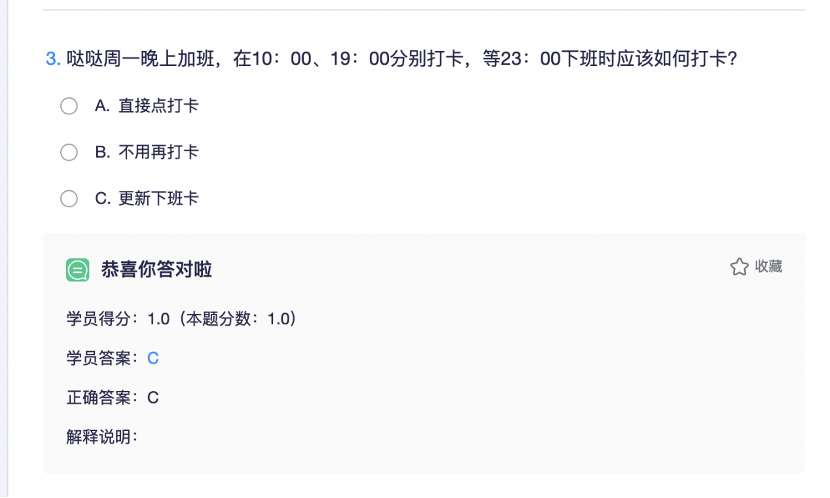 3. 哒哒周一晚上加班，在10：00、19：00分别打卡，等23：00下班时应该如何打卡？
A. 直接点打卡
B. 不用再打卡
C. 更新下班卡
恭喜你答对啦
收藏
学员得分：1.0（本题分数：1.0）
学员答案：C
正确答案：C
解释说明：